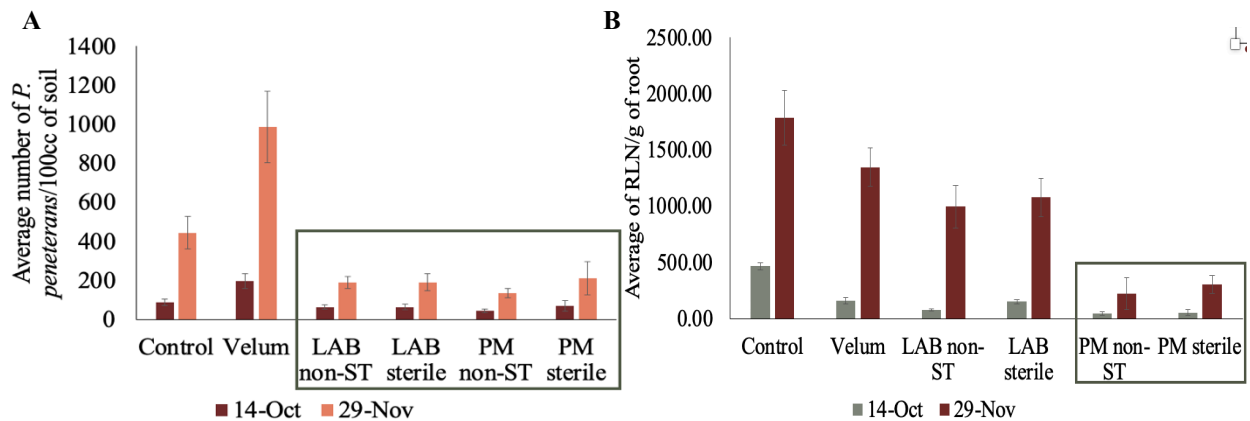 A
Average number of P.
peneterans/100cc of soil
1400
1200
1000
800
600
400
200
0
Control Velum LAB LAB PM PM
non-ST sterile non-ST sterile
14-Oct 29-Nov
B
Average of RLN/g of root
2500.00
2000.00
1500.00
1000.00
500.00
0.00
Control Velum LAB non- LAB PM non- PM sterile
ST sterile ST
14-Oct 29-Nov